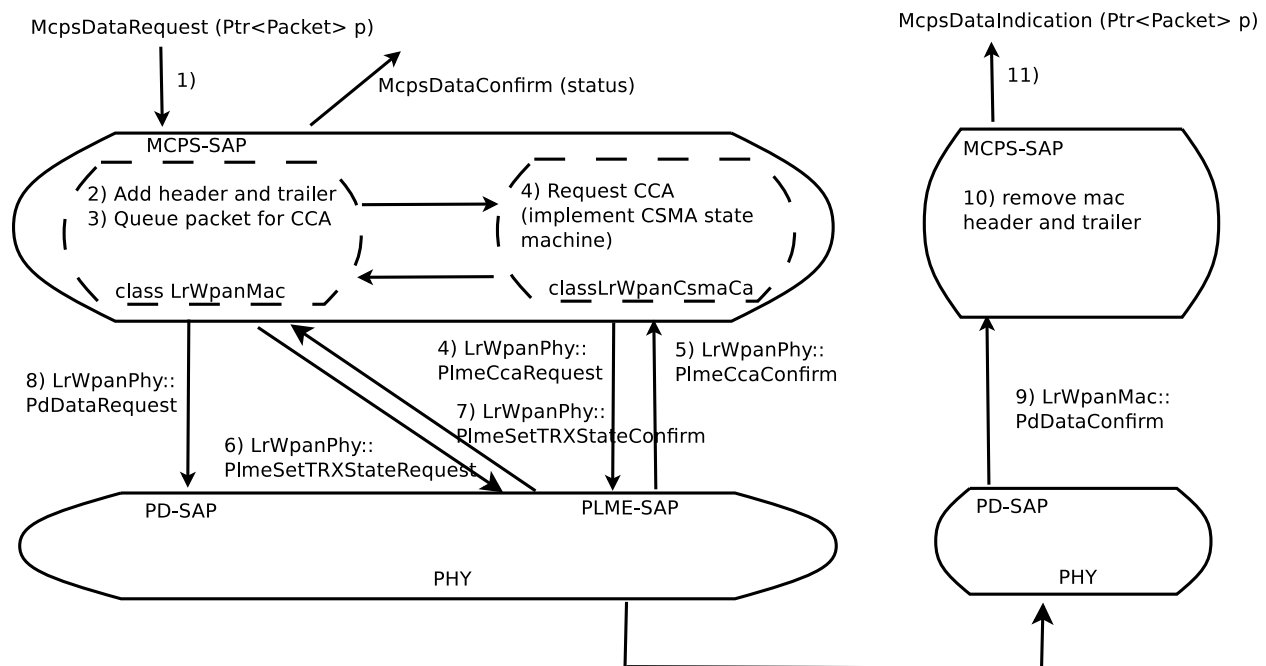 McpsDataRequest (Ptr<Packet> p)
1)
McpsDataConfirm (status)
MCPS-SAP
2) Add header and trailer
3) Queue packet for CCA
class LrWpanMac
4) Request CCA
(implement CSMA state
machine)
classLrWpanCsmaCa
8) LrWpanPhy::
PdDataRequest
6) LrWpanPhy::
PlmeSetTRXStateRequest
4) LrWpanPhy::
PlmeCcaRequest
7) LrWpanPhy::
PlmeSetTRXStateConfirm
5) LrWpanPhy::
PlmeCcaConfirm
PD-SAP
PLME-SAP
PHY
McpsDataIndication (Ptr<Packet> p)
11)
MCPS-SAP
10) remove mac
header and trailer
9) LrWpanMac::
PdDataConfirm
PD-SAP
PHY